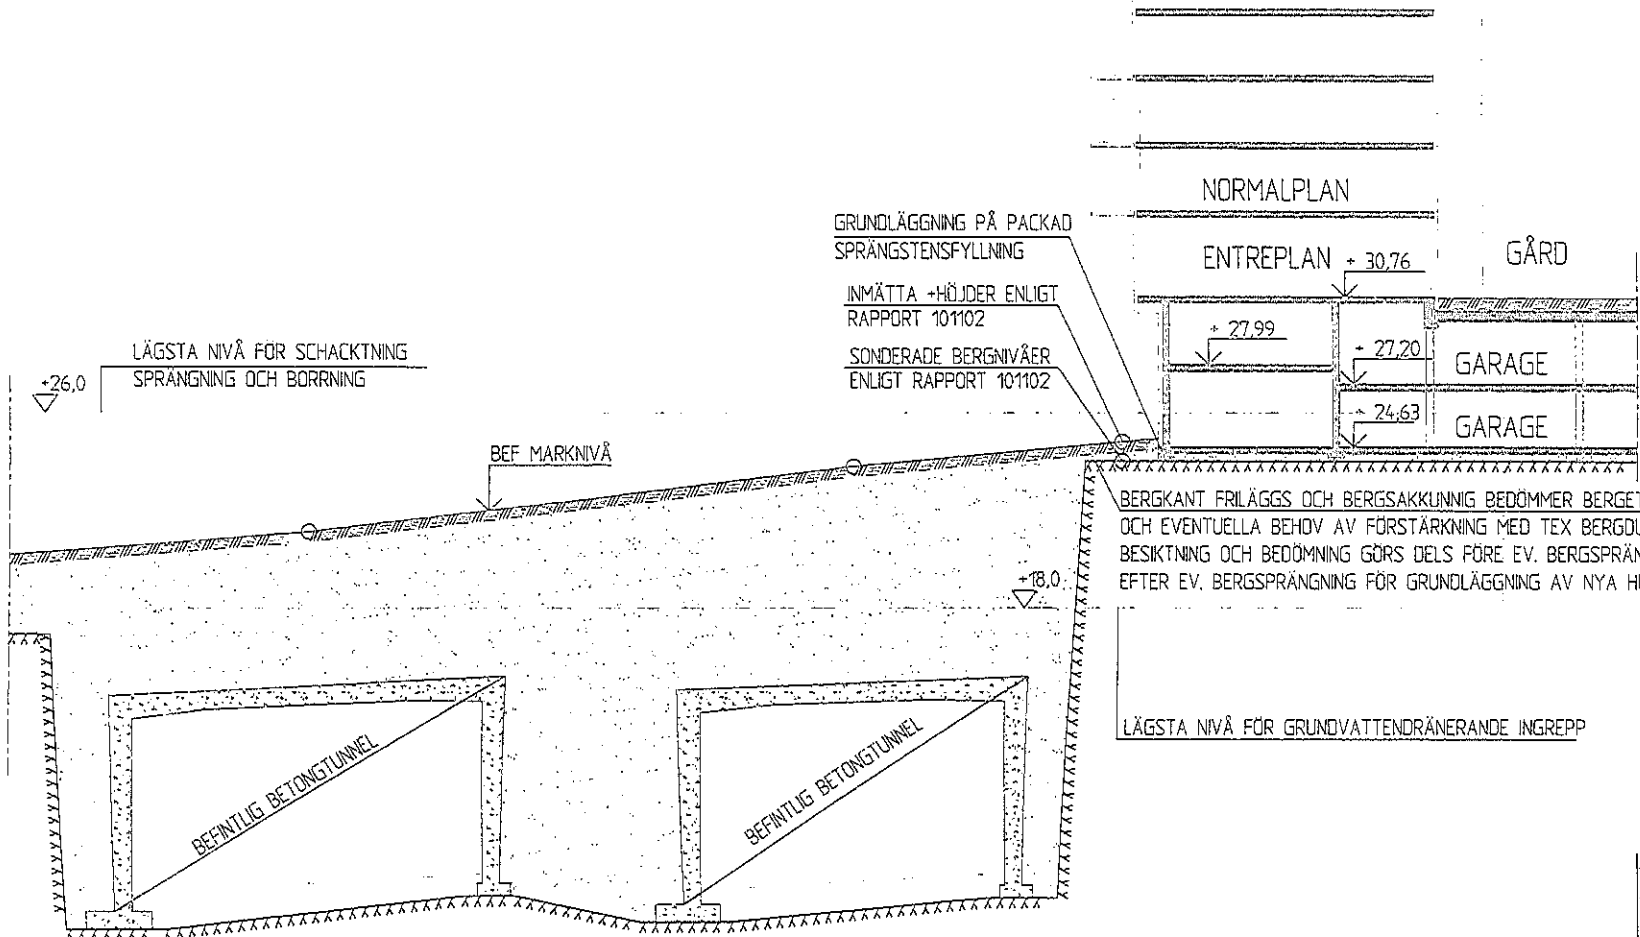 NORMALPLAN
GRUNDLÄGGNING PÅ PACKAD
SPRÄNGSTENSFYLLNING
ENTREPLAN
+ 30,76
GÅRD
INMÄTTA +HÖJDER ENLIGT
RAPPORT 101102
+ 27,99
LÄGSTA NIVÅ FÖR SCHACKTNING
SPRÄNGNING OCH BORRNING
+26,0
SONDERADE BERGNIVÅER
ENLIGT RAPPORT 101102
+ 27,20
GARAGE
+ 24,63
GARAGE
BEF MARKNIVÅ
BERGKANT FRILÄGGS OCH BERGSAKKUNNIG BEDÖMMER BERGET
OCH EVENTUELLA BEHOV AV FÖRSTÄRKNING MED TEX
BESIKTNING OCH BEDÖMNING GÖRS DELS FÖRE EV.
EFTER EV. BERGSPRÄNGNING FÖR GRUNDLÄGGNING AV NYA
+18,0
LÄGSTA NIVÅ FÖR GRUNDVATTENDRÄNERANDE INGREPP
BEFINTLIG BETONGTUNNEL
BEFINTLIG BETONGTUNNEL